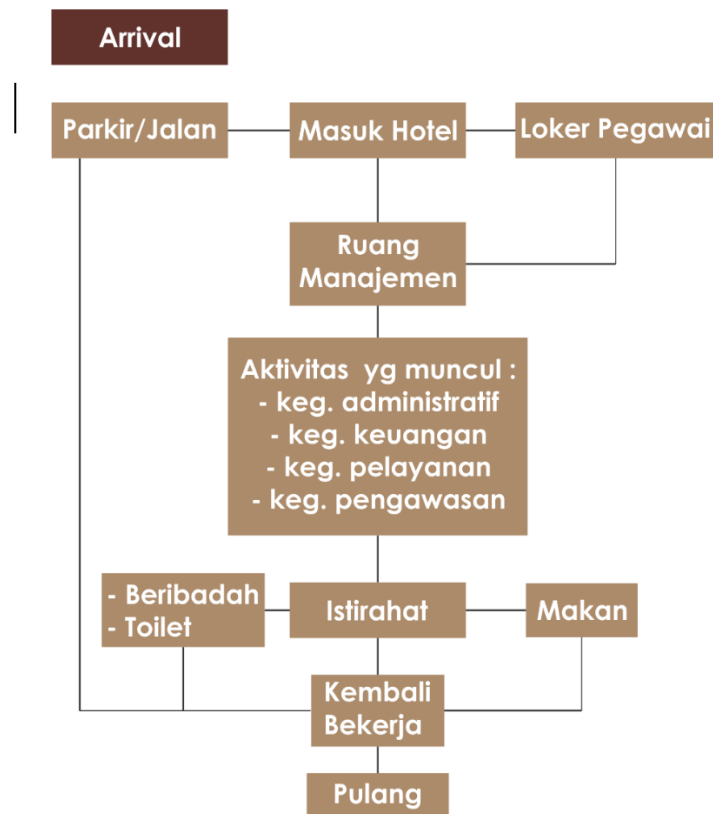 Arrival
Parkir/Jalan
Masuk Hotel
Loker Pegawai
Ruang
Manajemen
Aktivitas yg muncul :
- keg. administratif
- keg. keuangan
- keg. pelayanan
- keg. pengawasan
- Beribadah
- Toilet
Istirahat
Makan
Kembali
Bekerja
Pulang